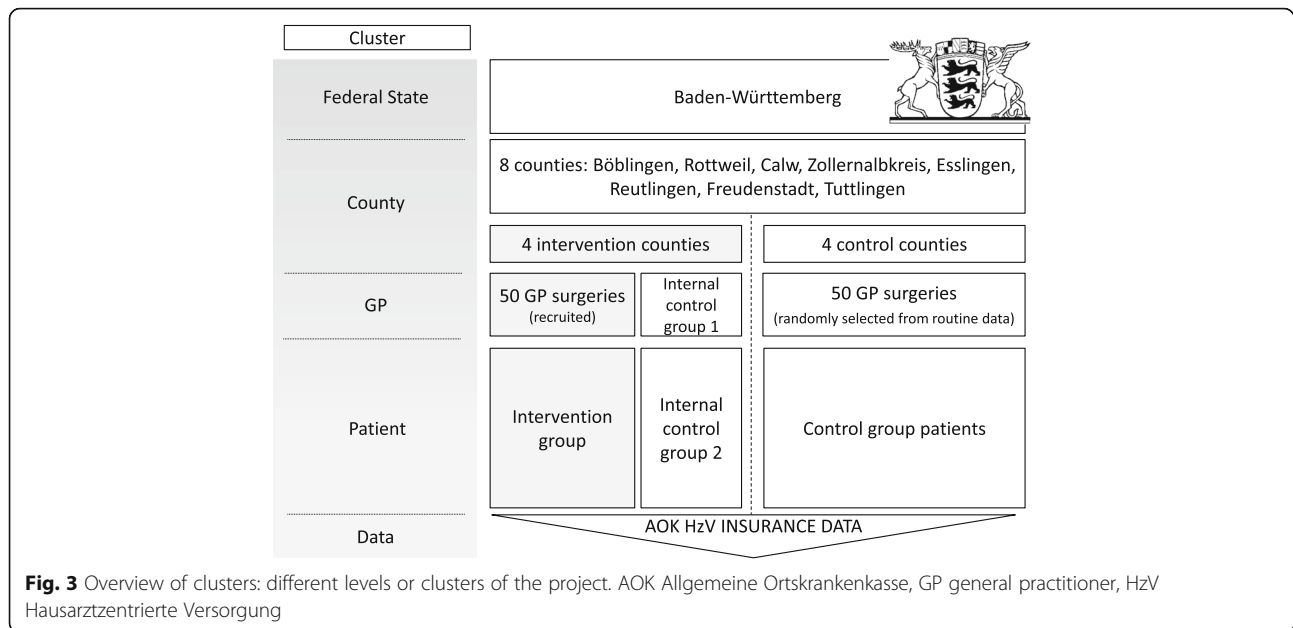 Cluster
Federal State
Baden-Württemberg
County
8 counties: Böblingen, Rottweil, Calw, Zollernalbkreis, Esslingen,
Reutlingen, Freudenstadt, Tuttlingen
4 intervention counties
4 control counties
GP
50 GP surgeries
(recruited)
Internal
control
group 1
50 GP surgeries
(randomly selected from routine data)
Patient
Intervention
group
Internal
control
group 2
Control group patients
Data
AOK HzV INSURANCE DATA
Fig. 3 Overview of clusters: different levels or clusters of the project. AOK Allgemeine Ortskrankenkasse, GP general practitioner, HzV
Hausarztzentrierte Versorgung